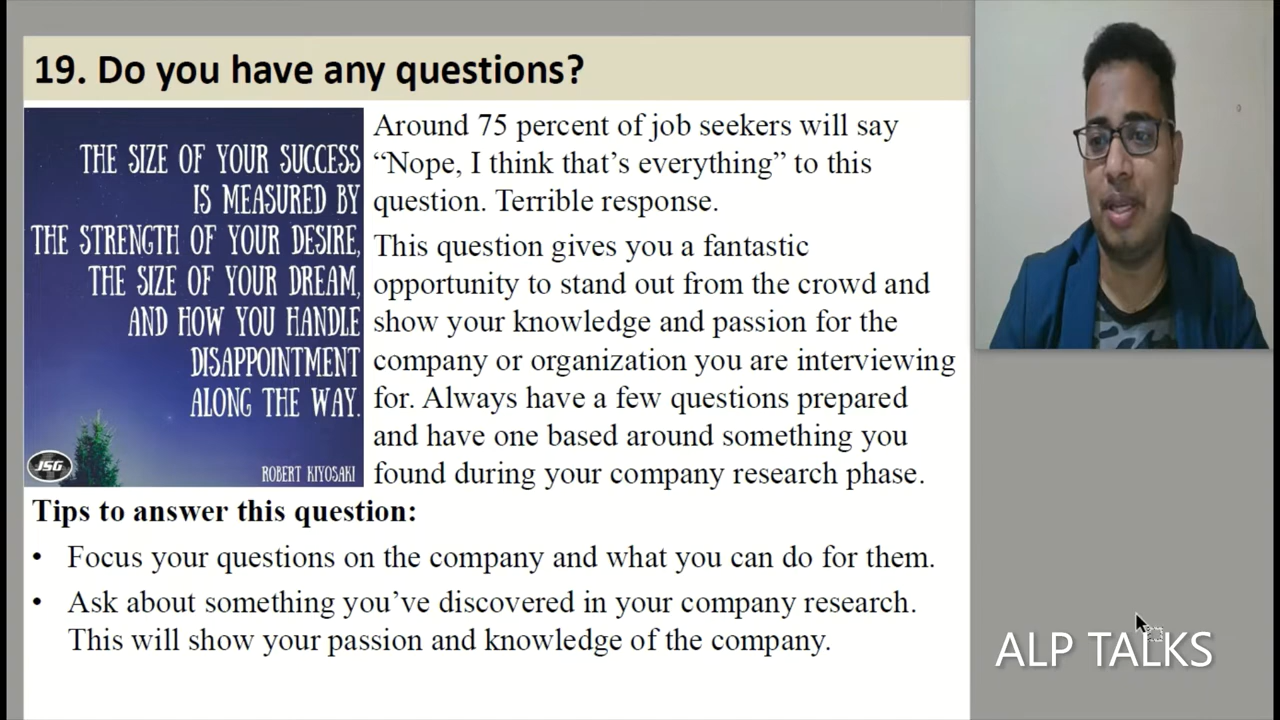 19. Do you have any questions?
THE SIZE OF YOUR SUCCESS
IS MEASURED BY
THE STRENGTH OF YOUR DESIRE,
THE SIZE OF YOUR DREAM,
AND HOW YOU HANDLE
DISAPPOINTMENT
ALONG THE WAY.
JSG
ROBERT KIYOSAKI
Around 75 percent of job seekers will say
“Nope, I think that’s everything” to this
question. Terrible response.
This question gives you a fantastic
opportunity to stand out from the crowd and
show your knowledge and passion for the
company or organization you are interviewing
for. Always have a few questions prepared
and have one based around something you
found during your company research phase.
Tips to answer this question:
• Focus your questions on the company and what you can do for them.
• Ask about something you’ve discovered in your company research.
This will show your passion and knowledge of the company.
ALP TALKS